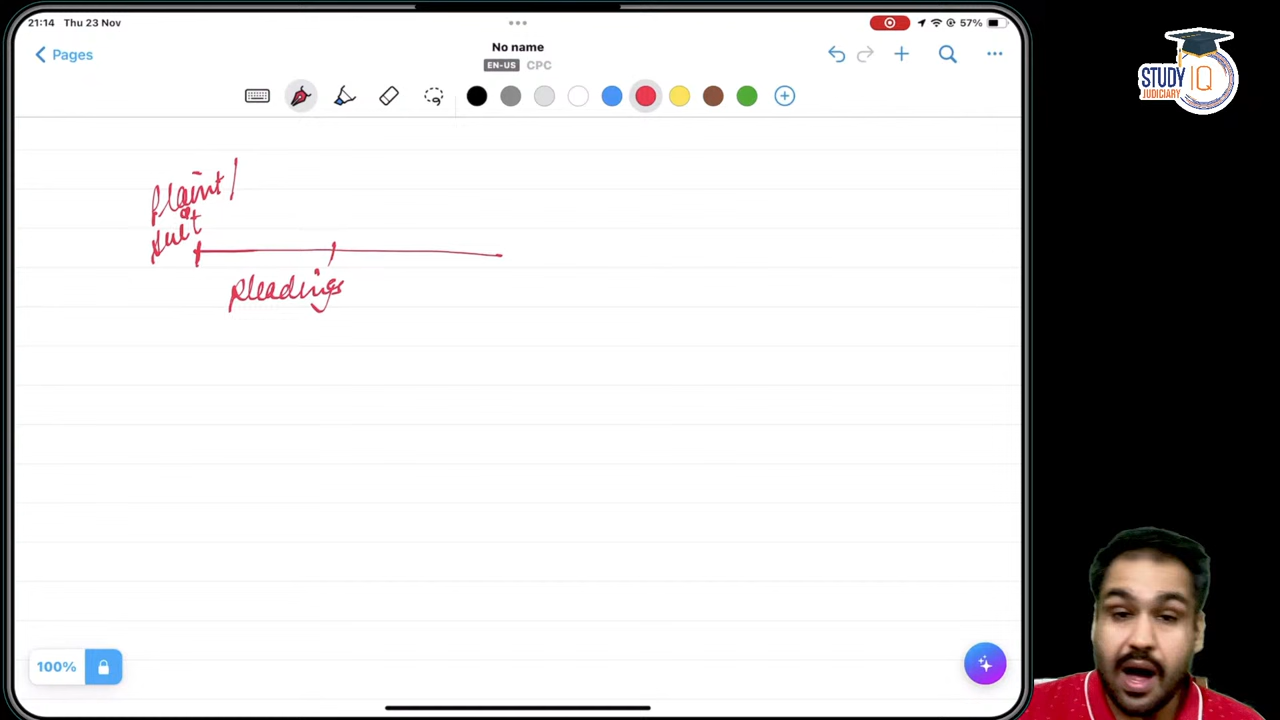 21:14 Thu 23 Nov
57%
Pages
No name
EN-US CPC
STUDY IQ
JUDICIARY
Plaint /
suit
Pleadings
100%